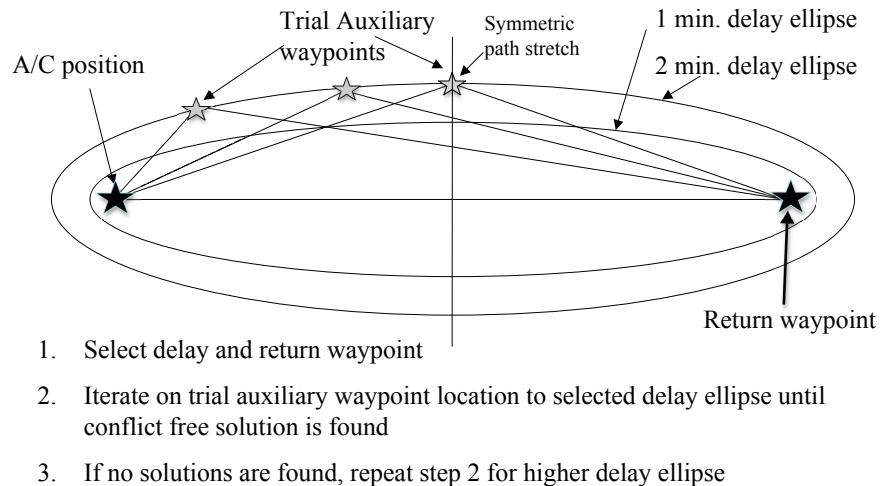 Trial Auxiliary
waypoints
Symmetric
path stretch
1 min. delay ellipse
2 min. delay ellipse
A/C position
Return waypoint
1. Select delay and return waypoint
2. Iterate on trial auxiliary waypoint location to selected delay ellipse until
conflict free solution is found
3. If no solutions are found, repeat step 2 for higher delay ellipse